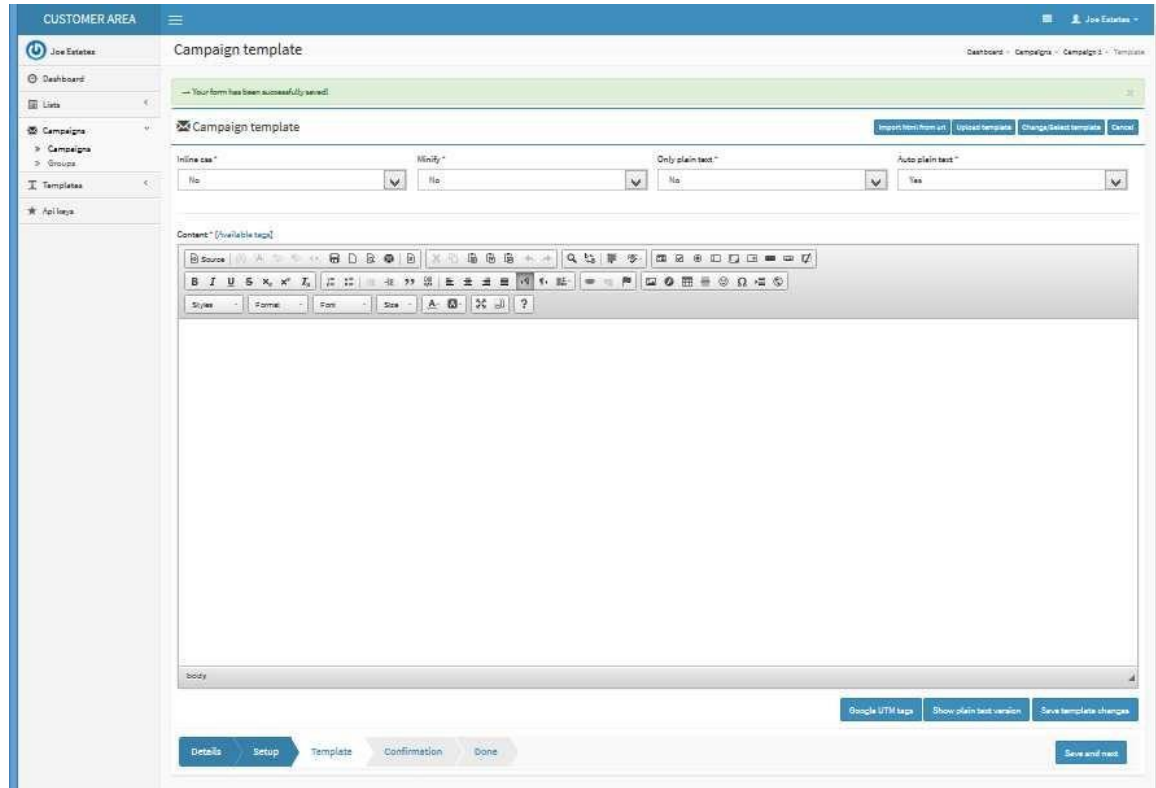 CUSTOMER AREA
Joe Estates
Joe Estates
Campaign template
Dashboard - Campaigns - Campaign 1 - Template
Dashboard
Lists
Campaigns
Campaigns
Groups
Templates
Api keys
→ Your form has been successfully saved!
×
Campaign template
Import html from url
Upload template
Change/Select template
Cancel
Inline css *
Minify *
Only plain text *
Auto plain text *
No
No
No
Yes
Content * [Available tags]
Source
Styles
Format
Font
Size
?
body
Google UTM tags
Show plain text version
Save template changes
Details
Setup
Template
Confirmation
Done
Save and next